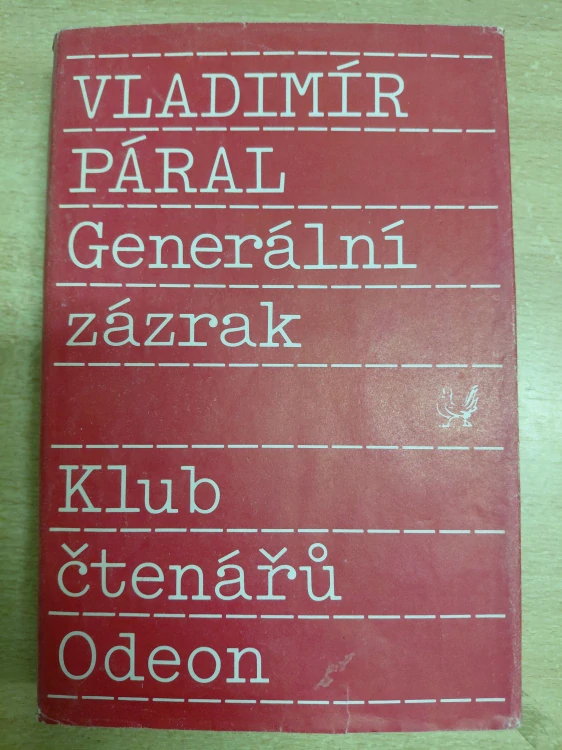 VLADIMÍR
PÁRAL
Generální
zázrak
Klub
čtenářů
Odeon